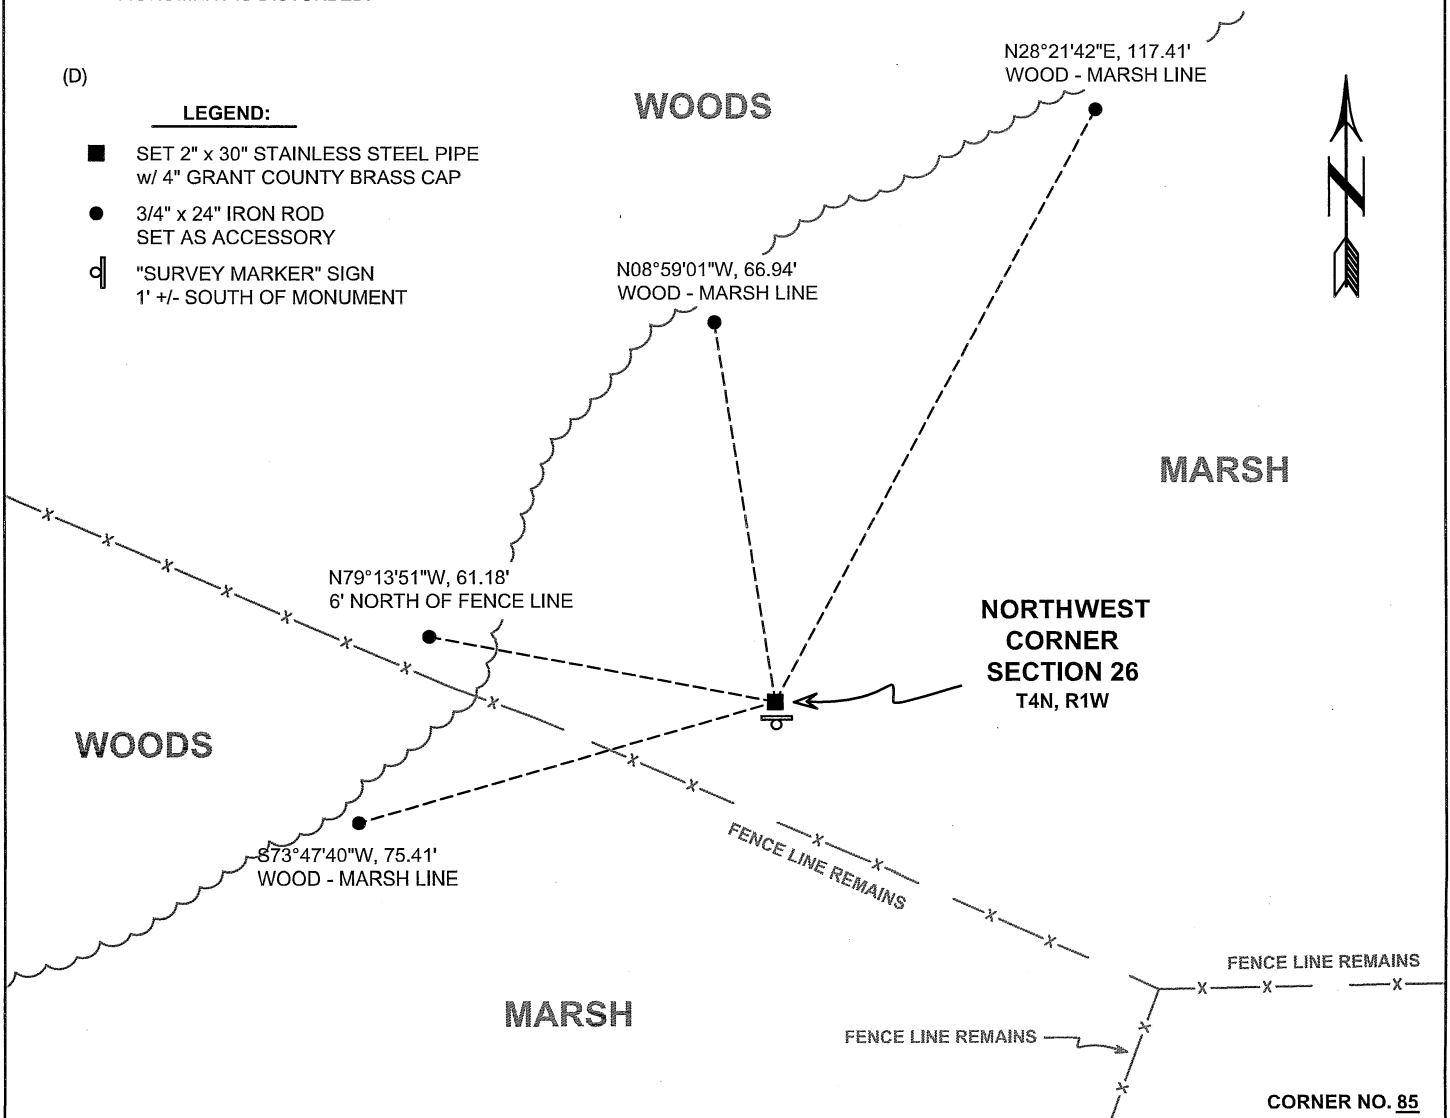 (D)
LEGEND:
SET 2" x 30" STAINLESS STEEL PIPE
w/ 4" GRANT COUNTY BRASS CAP
3/4" x 24" IRON ROD
SET AS ACCESSORY
"SURVEY MARKER" SIGN
1' +/- SOUTH OF MONUMENT
WOODS
N28°21'42"E, 117.41'
WOOD - MARSH LINE
N
N08°59'01"W, 66.94'
WOOD - MARSH LINE
MARSH
N79°13'51"W, 61.18'
6' NORTH OF FENCE LINE
NORTHWEST
CORNER
SECTION 26
T4N, R1W
WOODS
S73°47'40"W, 75.41'
WOOD - MARSH LINE
FENCE LINE REMAINS
FENCE LINE REMAINS
MARSH
FENCE LINE REMAINS
CORNER NO. 85